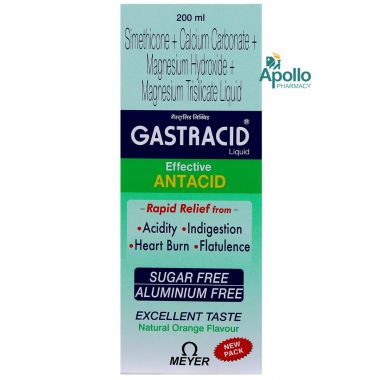 200 ml
Simethicone + Calcium Carbonate +
Magnesium Hydroxide +
Magnesium Trisilicate Liquid
Apollo
PHARMACY
गैस्ट्रासिड लिक्विड
GASTRACID®
Liquid
Effective
ANTACID
Rapid Relief from
•Acidity •Indigestion
•Heart Burn •Flatulence
SUGAR FREE
ALUMINIUM FREE
EXCELLENT TASTE
Natural Orange Flavour
MEYER
NEW
PACK